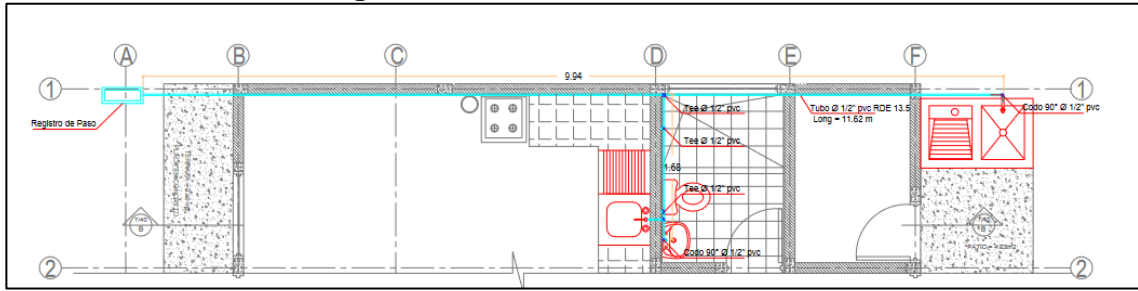 A
B
C
D
E
F
9.94
1
1
Registro de Paso
Tee Ø 1/2" pvc
Tubo Ø 1/2" pvc RDE 13.5
Long = 11.62 m
Codo 90° Ø 1/2" pvc
Tee Ø 1/2" pvc
1.68
Tee Ø 1/2" pvc
B
B
Codo 90° Ø 1/2" pvc
2
2